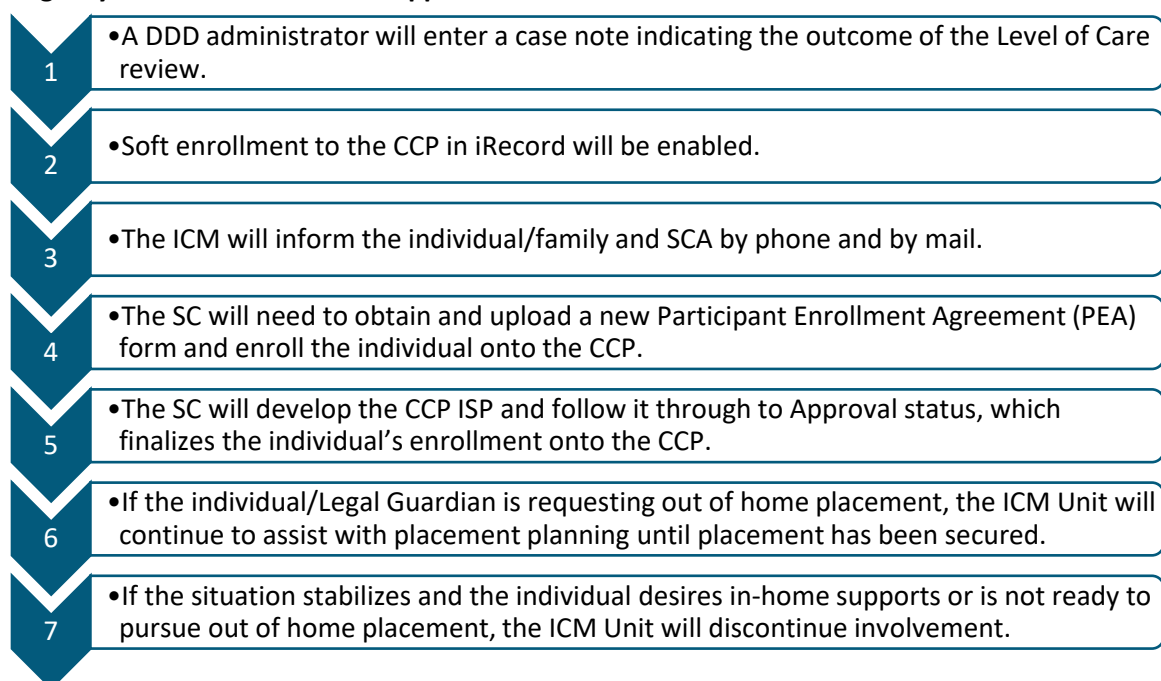 1
•A DDD administrator will enter a case note indicating the outcome of the Level of Care
review.
2
•Soft enrollment to the CCP in iRecord will be enabled.
3
•The ICM will inform the individual/family and SCA by phone and by mail.
4
•The SC will need to obtain and upload a new Participant Enrollment Agreement (PEA)
form and enroll the individual onto the CCP.
5
•The SC will develop the CCP ISP and follow it through to Approval status, which
finalizes the individual’s enrollment onto the CCP.
6
•If the individual/Legal Guardian is requesting out of home placement, the ICM Unit will
continue to assist with placement planning until placement has been secured.
7
•If the situation stabilizes and the individual desires in-home supports or is not ready to
pursue out of home placement, the ICM Unit will discontinue involvement.